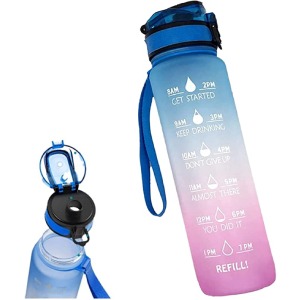 8AM 2PM
GET STARTED
9AM 3PM
KEEP DRINKING
10AM 4PM
DON'T GIVE UP
11AM 5PM
ALMOST THERE
12PM 6PM
YOU DID IT
1PM 7PM
REFILL!